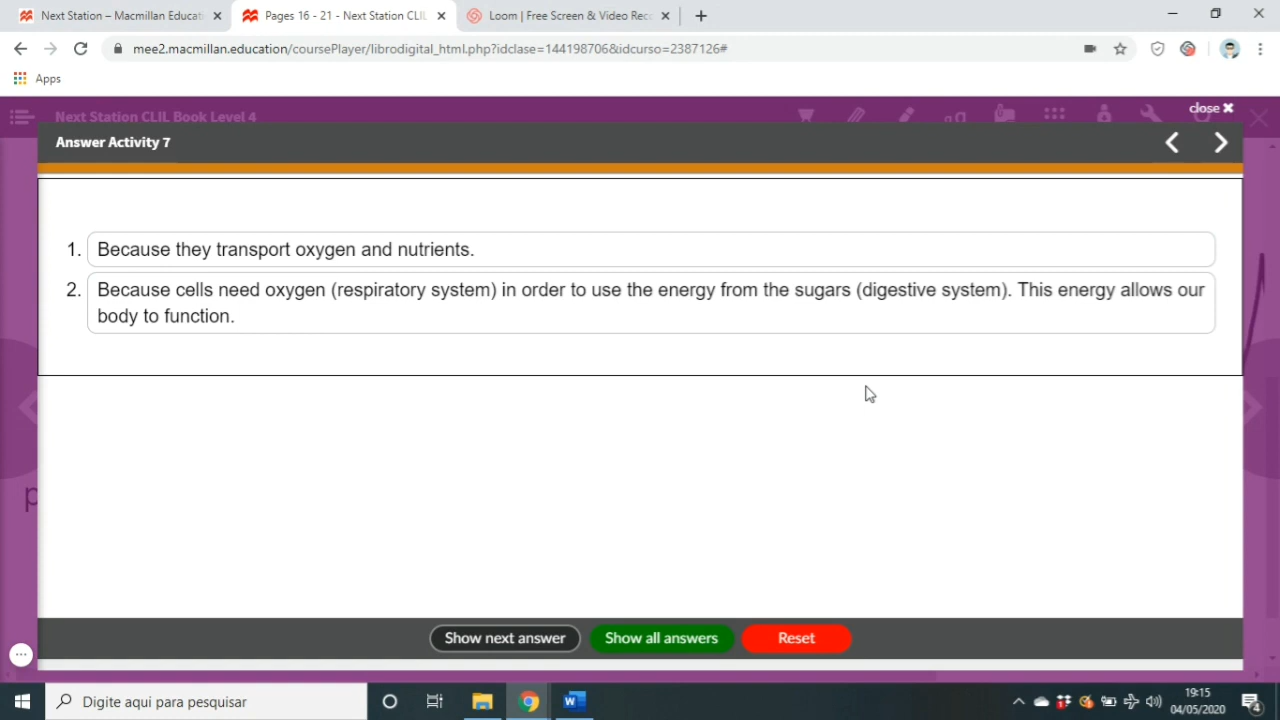 Next Station – Macmillan Educati
Pages 16 - 21 - Next Station CLIL
Loom | Free Screen & Video Reco
mee2.macmillan.education/coursePlayer/librodigital_html.php?idclase=144198706&idcurso=2387126#
Apps
Next Station CLIL Book Level 4
close
Answer Activity 7
1. Because they transport oxygen and nutrients.
2. Because cells need oxygen (respiratory system) in order to use the energy from the sugars (digestive system). This energy allows our
body to function.
p
Show next answer
Show all answers
Reset
Digite aqui para pesquisar
19:15
04/05/2020
4